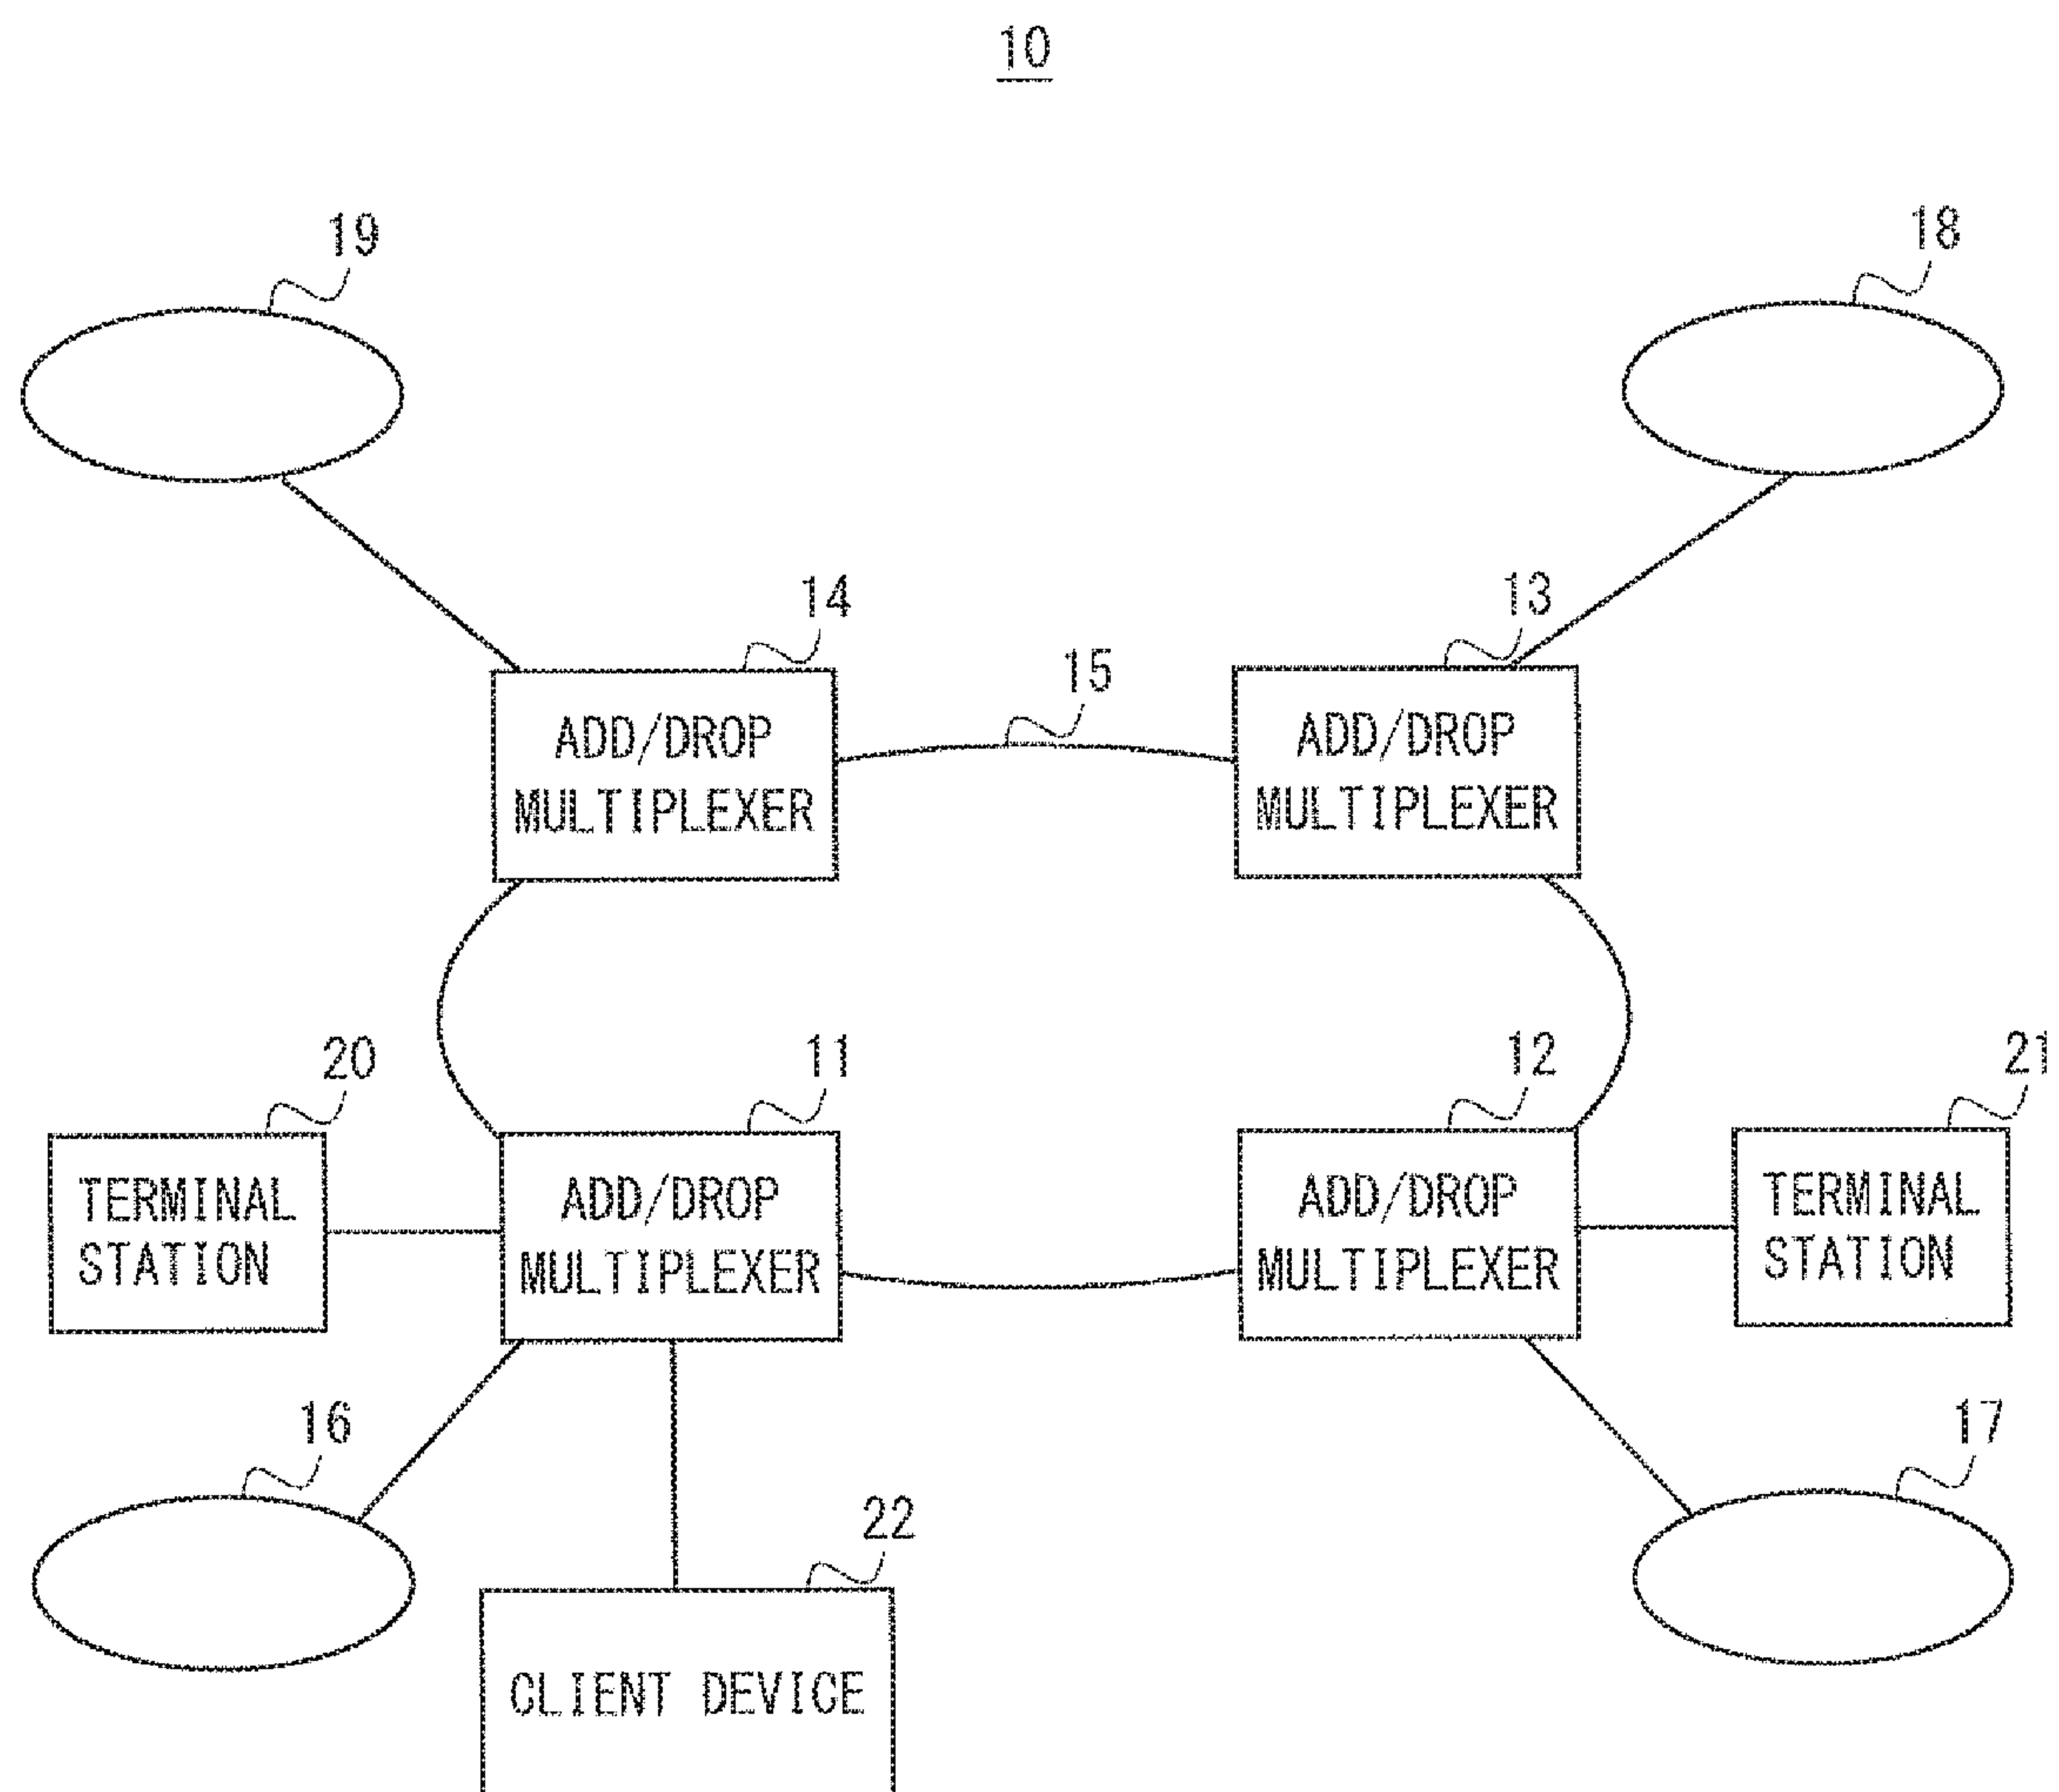 10
19
18
14
13
15
ADD/DROP
MULTIPLEXER
ADD/DROP
MULTIPLEXER
20
11
12
21
TERMINAL
STATION
ADD/DROP
MULTIPLEXER
ADD/DROP
MULTIPLEXER
TERMINAL
STATION
16
17
22
CLIENT DEVICE